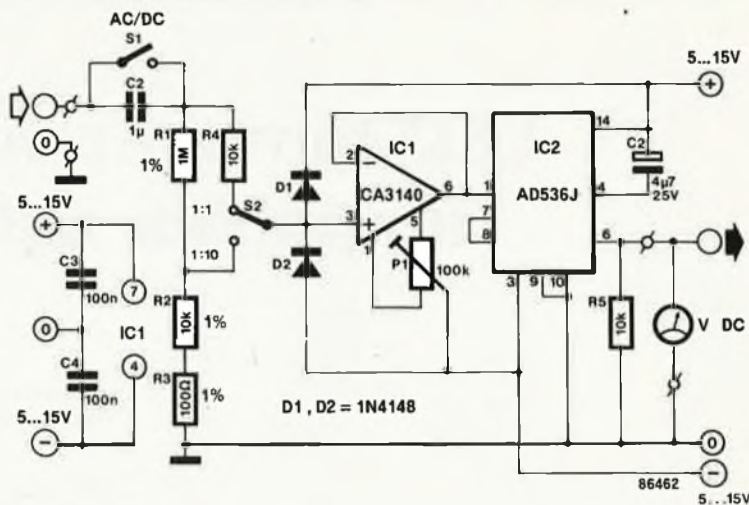 AC/DC
S1
C2
1μ
R1
1M
1%
R4
10k
1:1
S2
1:10
R2
10k
1%
R3
100Ω
1%
0
5...15V
+
C3
100n
7
0
IC1
C4
100n
4
5...15V
−
D1
D2
D1, D2 = 1N4148
2
−
IC1
CA3140
3
+
6
5
1
P1
100k
IC2
AD536J
1
7
8
14
4
6
3
9
10
5...15V
+
C2
4μ7
25V
R5
10k
V DC
0
86462
−
5...15V